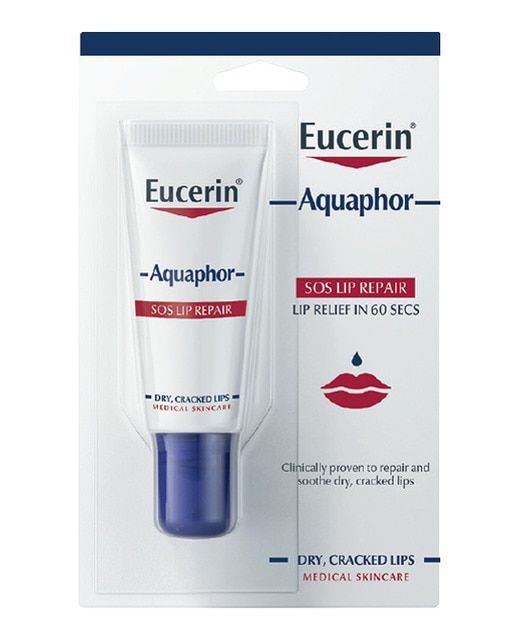 Eucerin®
Aquaphor
SOS LIP REPAIR
DRY, CRACKED LIPS
MEDICAL SKINCARE
Eucerin®
Aquaphor
SOS LIP REPAIR
LIP RELIEF IN 60 SECS
Clinically proven to repair and
soothe dry, cracked lips
DRY, CRACKED LIPS
MEDICAL SKINCARE